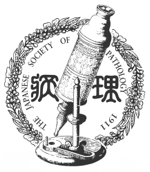 THE JAPANESE SOCIETY OF PATHOLOGY
病理
1911